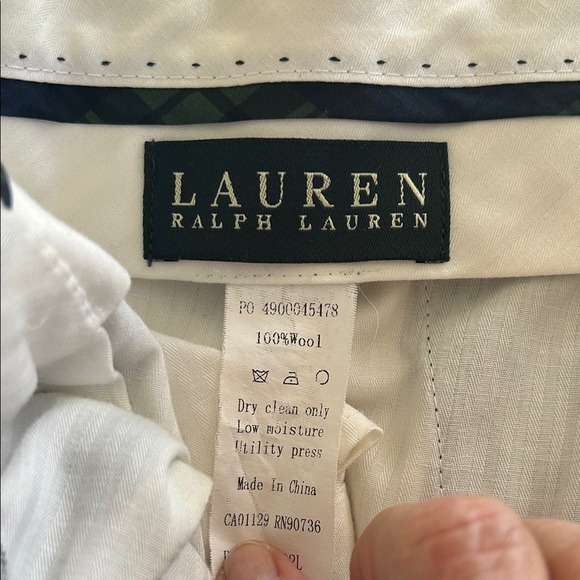 LAUREN
RALPH LAUREN
PO 4900045478
100%Wool
Dry clean only
Low moisture
Utility press
Made In China
CA01129 RN90736